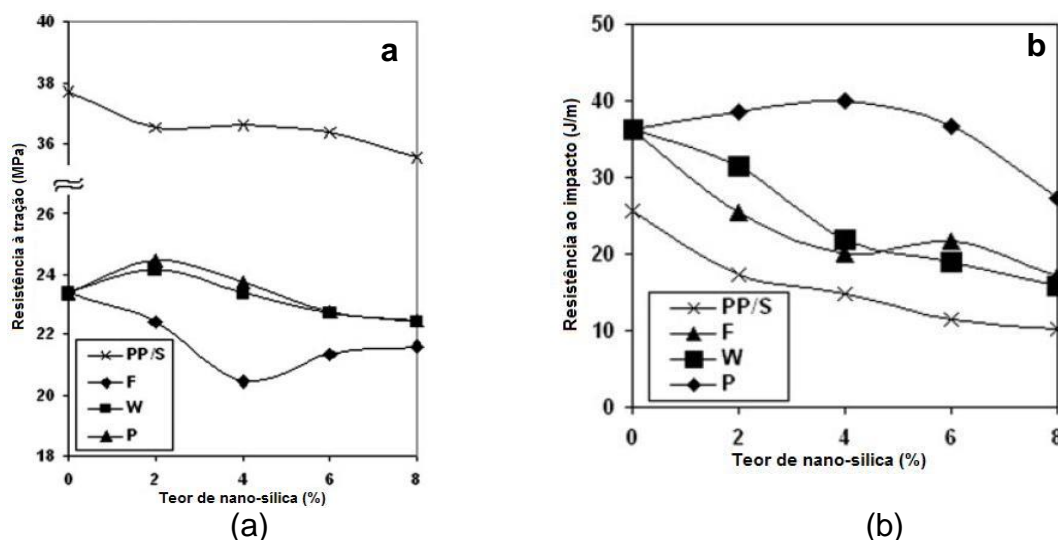 a
Resistência à tração (MPa)
40
38
36
24
22
20
18
PP/S
F
W
P
0 2 4 6 8
Teor de nano-sílica (%)
(a)
b
Resistência ao impacto (J/m)
50
40
30
20
10
0
PP/S
F
W
P
0 2 4 6 8
Teor de nano-silica (%)
(b)